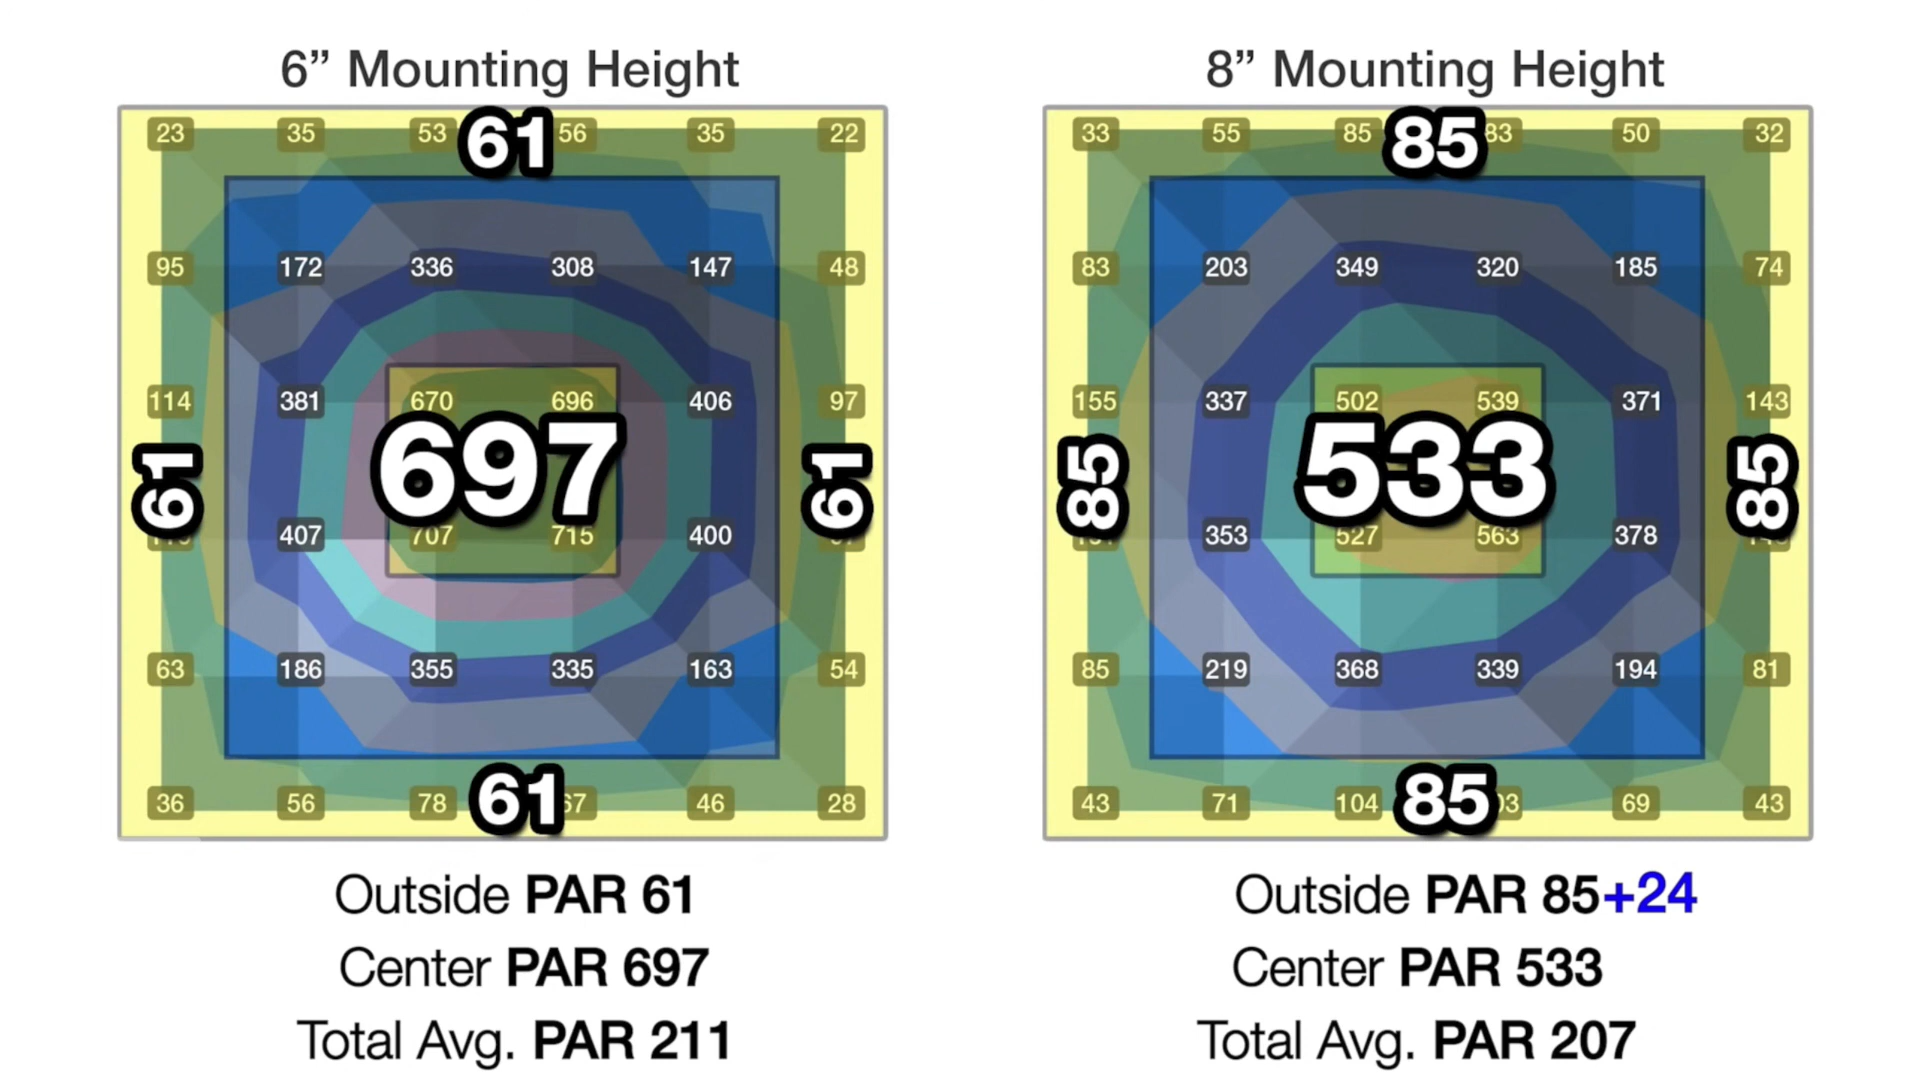 6” Mounting Height
8” Mounting Height
23 35 53 61 56 35 22
33 55 85 85 83 50 32
95 172 336 308 147 48
83 203 349 320 185 74
114 381 670 696 406 97
155 337 502 539 371 143
61 697 61
85 533 85
407 707 715 400
353 527 563 378
63 186 355 335 163 54
85 219 368 339 194 81
36 56 78 61 67 46 28
43 71 104 85 69 43
Outside PAR 61
Center PAR 697
Total Avg. PAR 211
Outside PAR 85+24
Center PAR 533
Total Avg. PAR 207